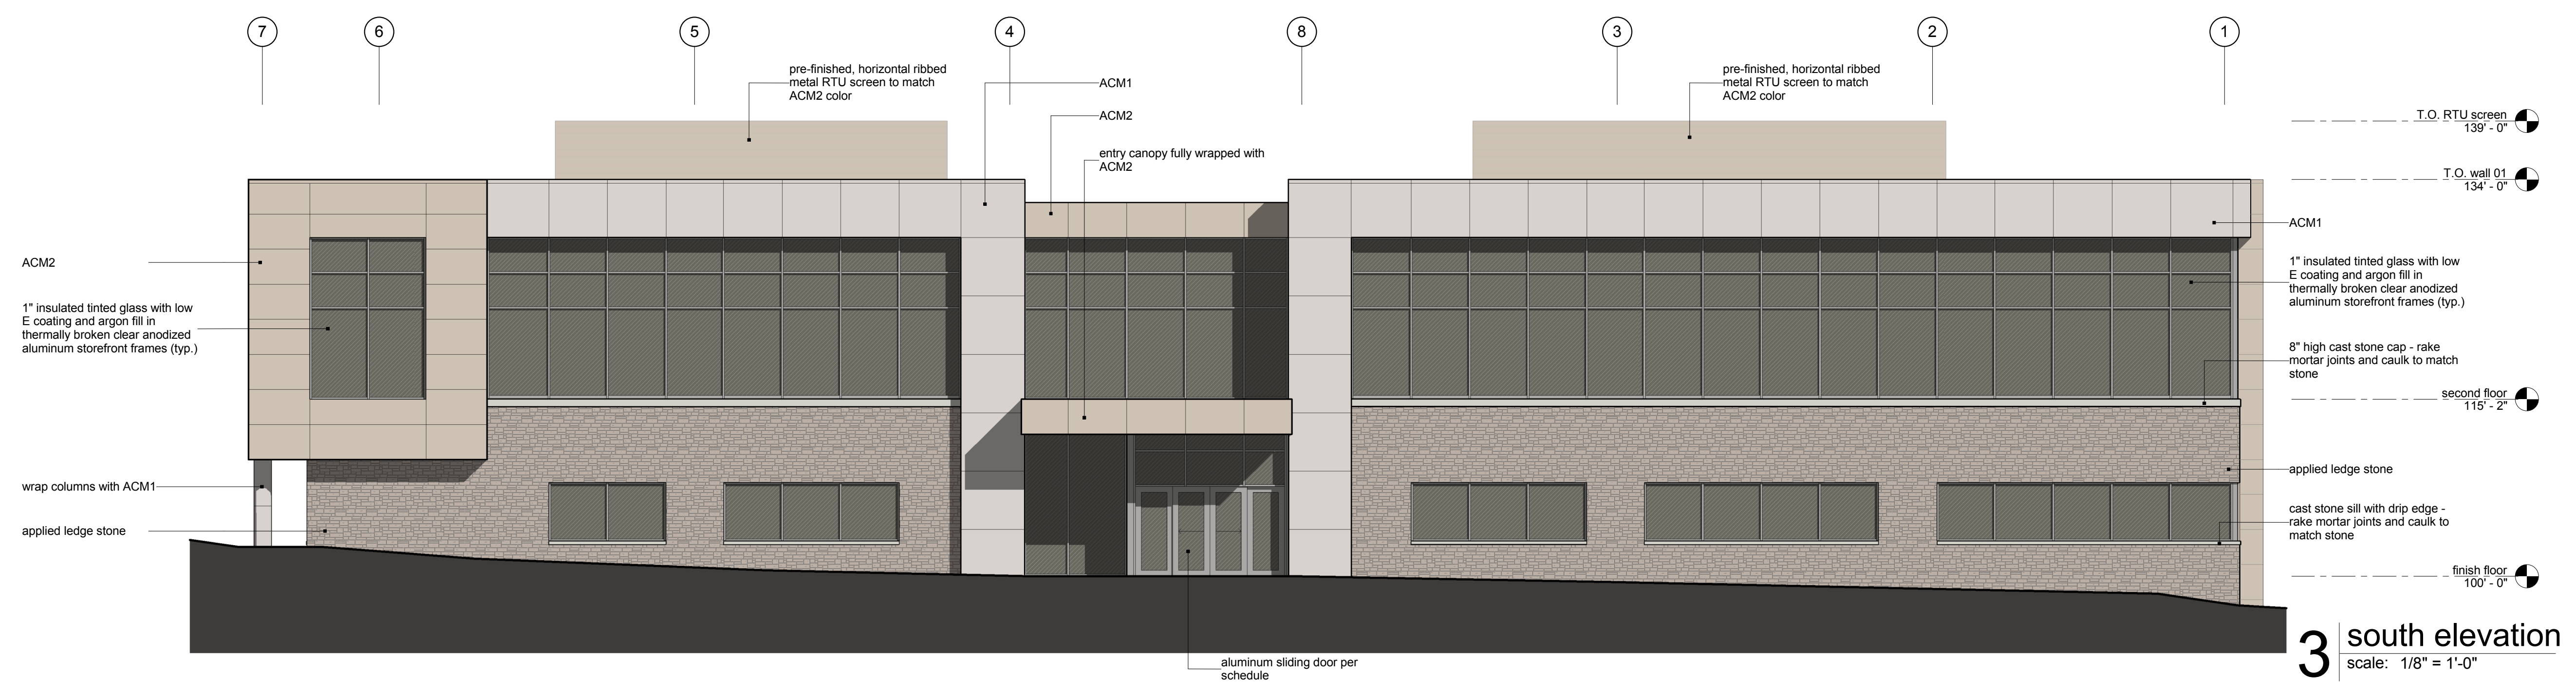 7
6
5
4
8
3
2
1
pre-finished, horizontal ribbed
metal RTU screen to match
ACM2 color
ACM1
ACM2
entry canopy fully wrapped with
ACM2
pre-finished, horizontal ribbed
metal RTU screen to match
ACM2 color
T.O. RTU screen
139' - 0"
T.O. wall 01
134' - 0"
ACM1
ACM2
1" insulated tinted glass with low
E coating and argon fill in
thermally broken clear anodized
aluminum storefront frames (typ.)
1" insulated tinted glass with low
E coating and argon fill in
thermally broken clear anodized
aluminum storefront frames (typ.)
8" high cast stone cap - rake
mortar joints and caulk to match
stone
second floor
115' - 2"
wrap columns with ACM1
applied ledge stone
applied ledge stone
cast stone sill with drip edge -
rake mortar joints and caulk to
match stone
finish floor
100' - 0"
aluminum sliding door per
schedule
3
south elevation
scale: 1/8" = 1'-0"